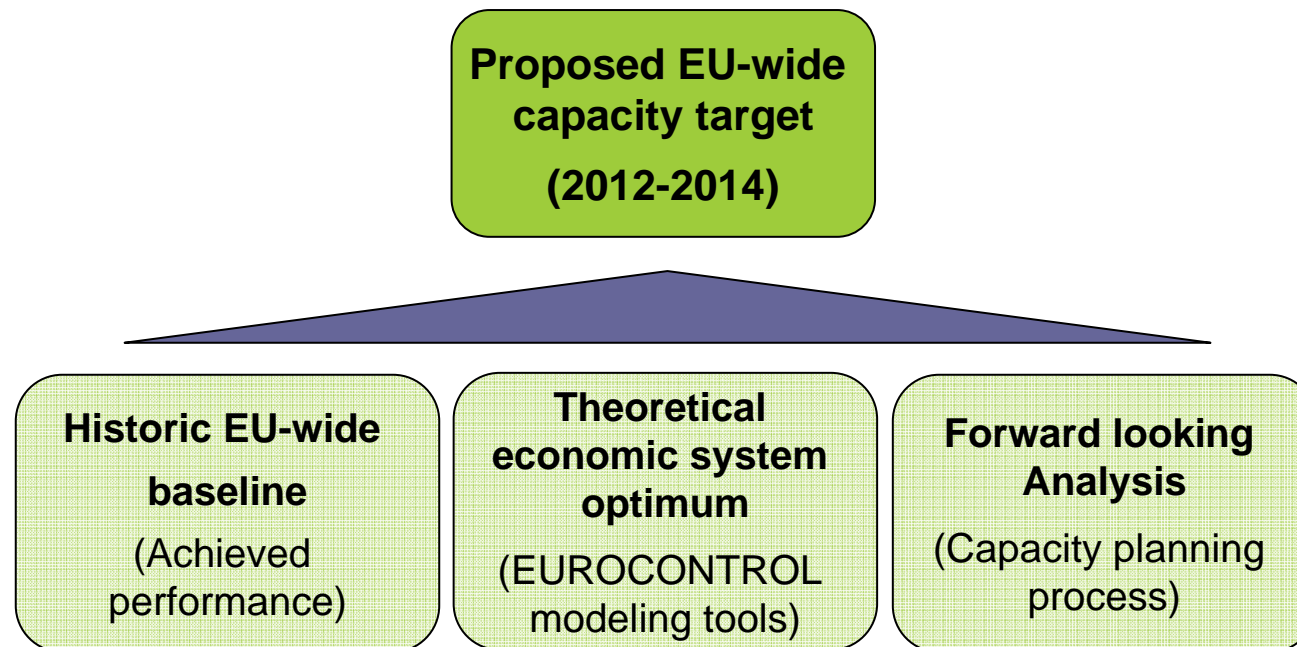 Proposed EU-wide
capacity target
(2012-2014)
Historic EU-wide
baseline
(Achieved
performance)
Theoretical
economic system
optimum
(EUROCONTROL
modeling tools)
Forward looking
Analysis
(Capacity planning
process)